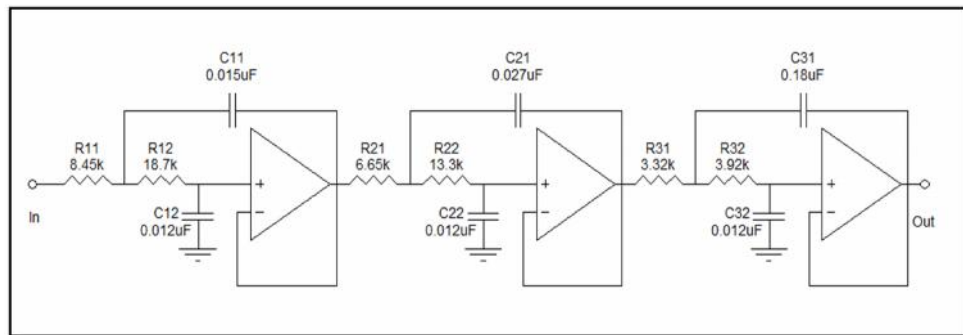 C11
0.015uF
C21
0.027uF
C31
0.18uF
R11
8.45k
R12
18.7k
R21
6.65k
R22
13.3k
R31
3.32k
R32
3.92k
+
+
+
-
-
-
In
C12
0.012uF
C22
0.012uF
C32
0.012uF
Out